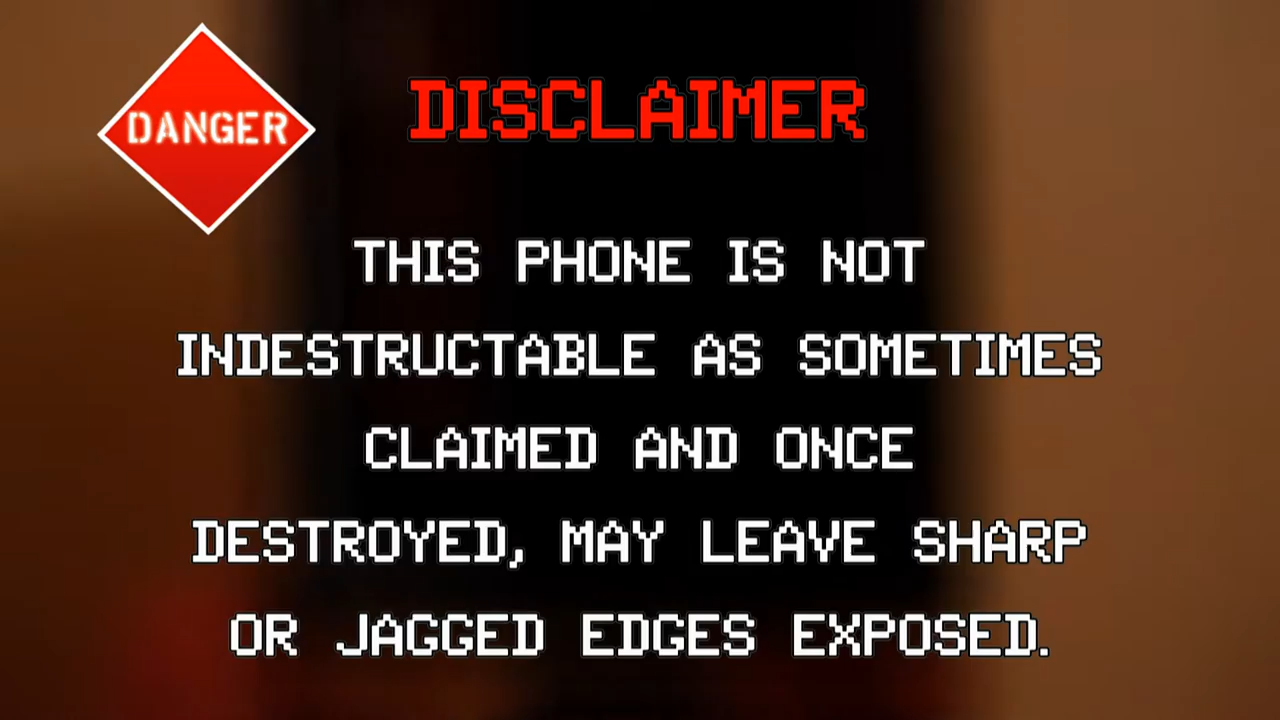 DANGER
DISCLAIMER
THIS PHONE IS NOT
INDESTRUCTABLE AS SOMETIMES
CLAIMED AND ONCE
DESTROYED, MAY LEAVE SHARP
OR JAGGED EDGES EXPOSED.